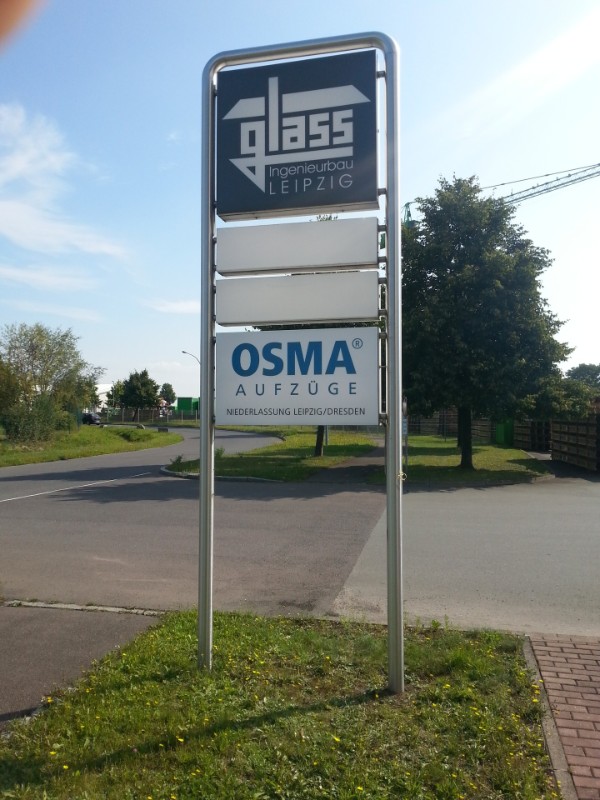 glass
Ingenieurbau
LEIPZIG
OSMA®
AUFZÜGE
NIEDERLASSUNG LEIPZIG/DRESDEN